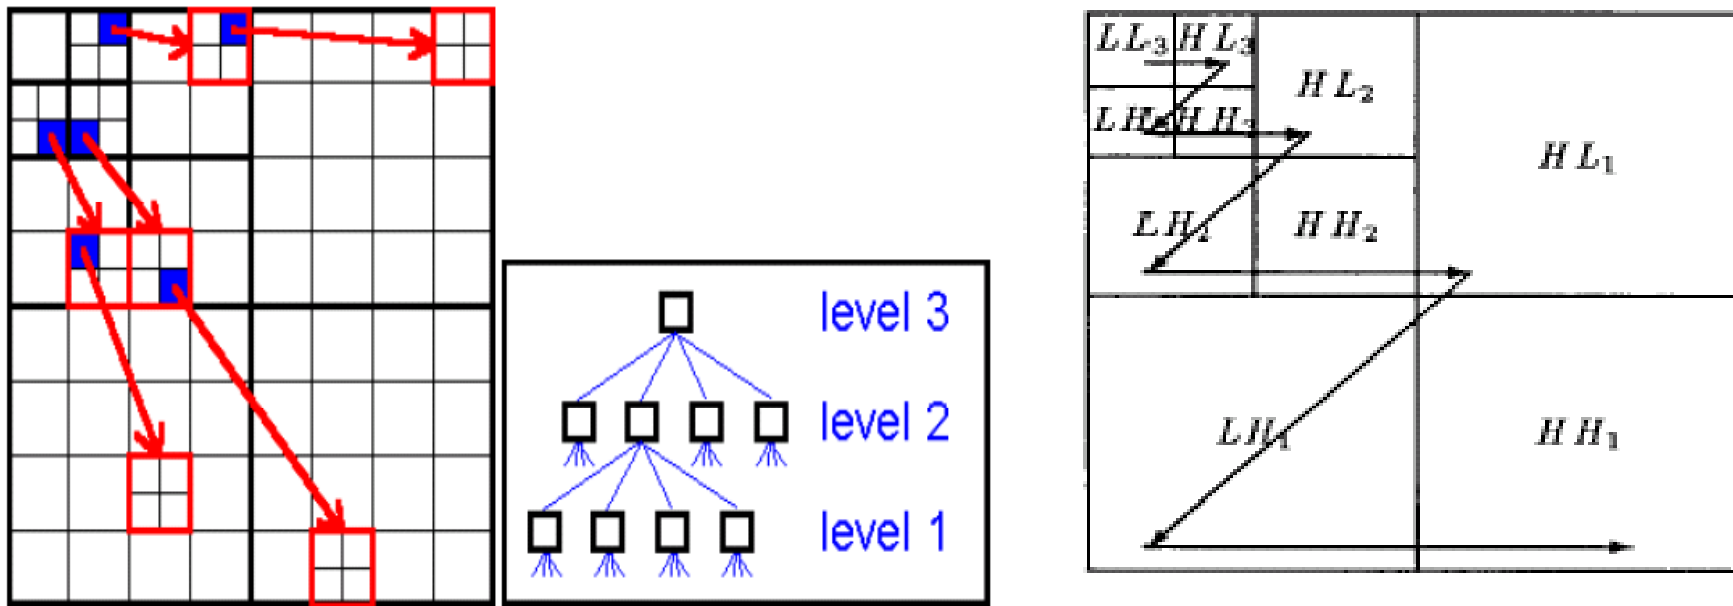 level 3
level 2
level 1
LL₃ HL₃
HL₂
LH₃ HH₃
HL₁
LH₂ HH₂
LH₁ HH₁